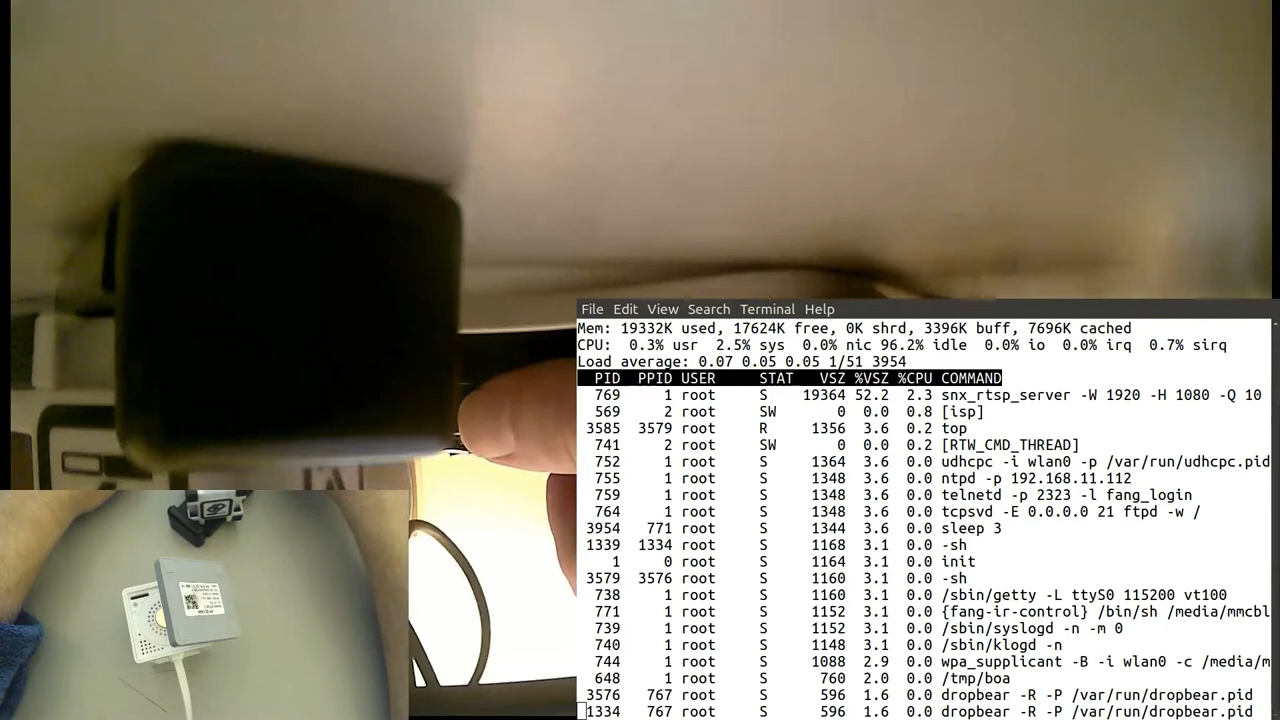 File Edit View Search Terminal Help
Mem: 19332K used, 17624K free, 0K shrd, 3396K buff, 7696K cached
CPU: 0.3% usr 2.5% sys 0.0% nic 96.2% idle 0.0% io 0.0% irq 0.7% sirq
Load average: 0.07 0.05 0.05 1/51 3954
PID PPID USER STAT VSZ %VSZ %CPU COMMAND
769 1 root S 19364 52.2 2.3 snx_rtsp_server -W 1920 -H 1080 -Q 10
569 2 root SW 0 0.0 0.8 [isp]
3585 3579 root R 1356 3.6 0.2 top
741 2 root SW 0 0.0 0.2 [RTW_CMD_THREAD]
752 1 root S 1364 3.6 0.0 udhcpc -i wlan0 -p /var/run/udhcpc.pid
755 1 root S 1348 3.6 0.0 ntpd -p 192.168.11.112
759 1 root S 1348 3.6 0.0 telnetd -p 2323 -l fang_login
764 1 root S 1348 3.6 0.0 tcpsvd -E 0.0.0.0 21 ftpd -w /
3954 771 root S 1344 3.6 0.0 sleep 3
1339 1334 root S 1168 3.1 0.0 -sh
1 0 root S 1164 3.1 0.0 init
3579 3576 root S 1160 3.1 0.0 -sh
738 1 root S 1160 3.1 0.0 /sbin/getty -L ttyS0 115200 vt100
771 1 root S 1152 3.1 0.0 {fang-ir-control} /bin/sh /media/mmcbl
739 1 root S 1152 3.1 0.0 /sbin/syslogd -n -m 0
740 1 root S 1148 3.1 0.0 /sbin/klogd -n
744 1 root S 1088 2.9 0.0 wpa_supplicant -B -i wlan0 -c /media/m
648 1 root S 760 2.0 0.0 /tmp/boa
3576 767 root S 596 1.6 0.0 dropbear -R -P /var/run/dropbear.pid
1334 767 root S 596 1.6 0.0 dropbear -R -P /var/run/dropbear.pid